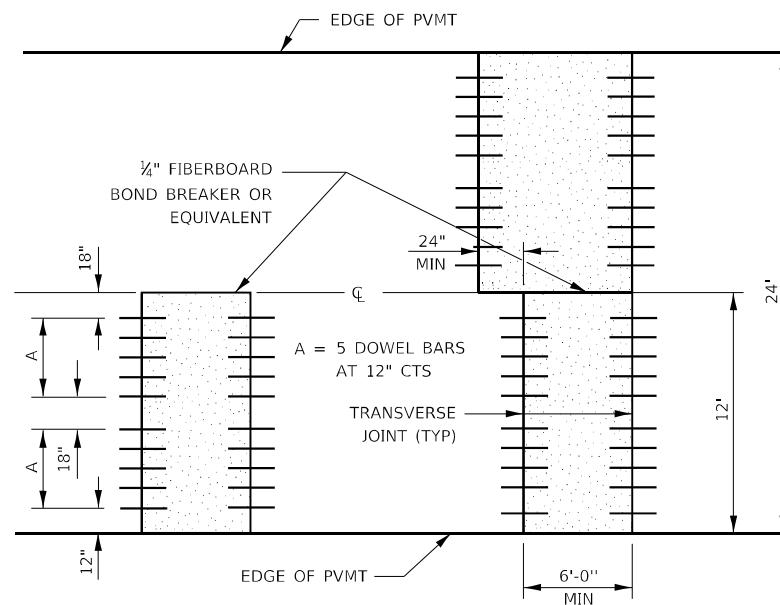 EDGE OF PVMT
¼" FIBERBOARD
BOND BREAKER OR
EQUIVALENT
24"
MIN
18"
℄
24'
A = 5 DOWEL BARS
AT 12" CTS
A
TRANSVERSE
JOINT (TYP)
12'
A
18"
12"
EDGE OF PVMT
6'-0"
MIN